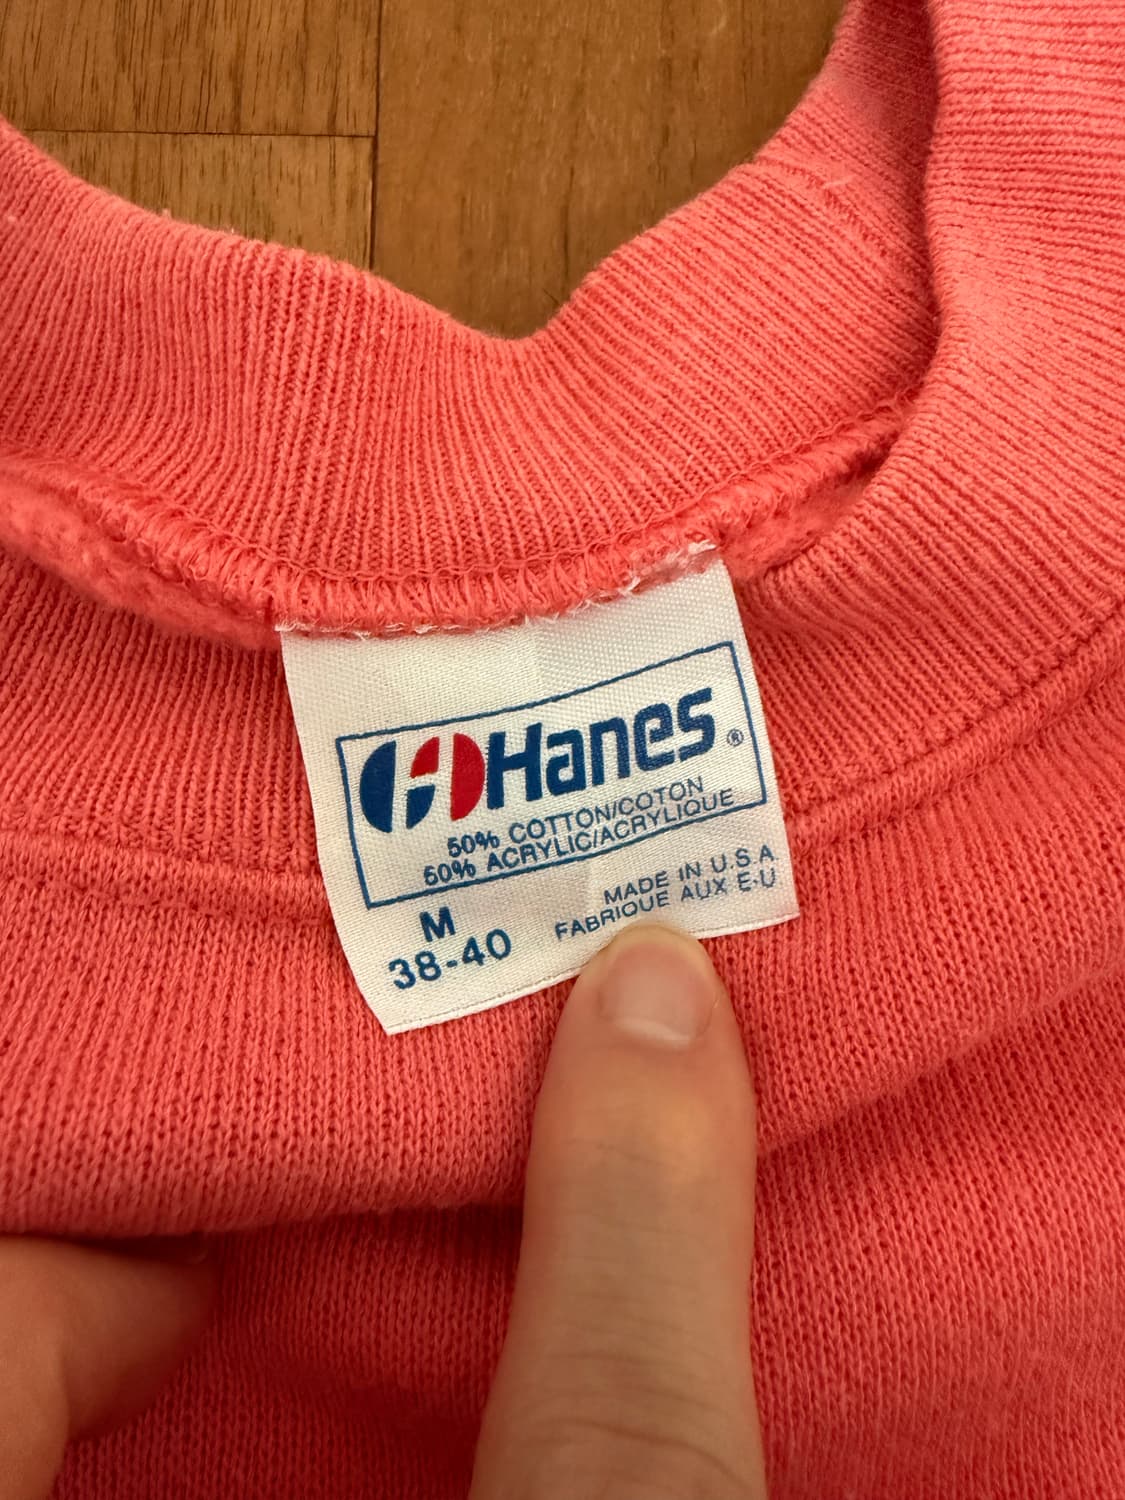 Hanes®
50% COTTON/COTON
50% ACRYLIC/ACRYLIQUE
M
38-40
MADE IN U.S.A
FABRIQUE AUX E-U